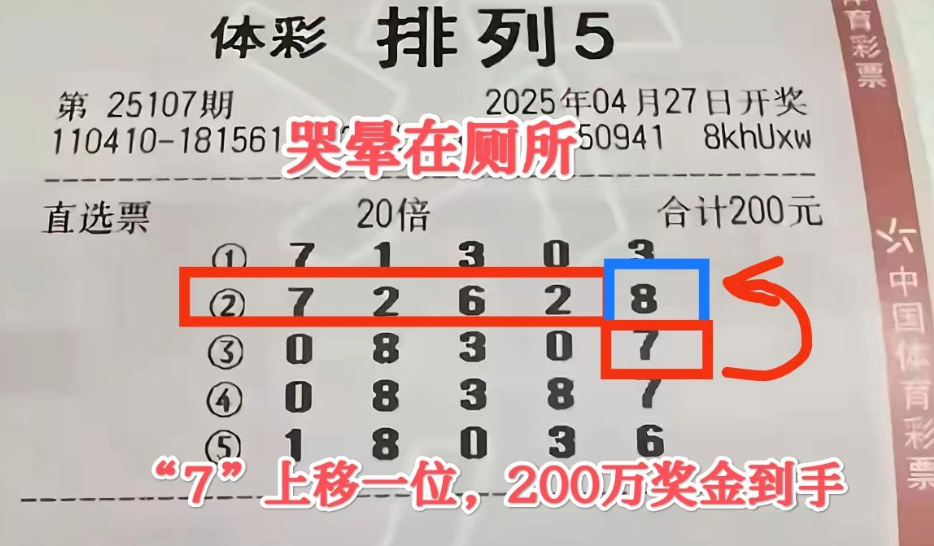 体彩 排列5
第 25107期 2025年04月27日开奖
110410-181561 50941 8khUxw
哭晕在厕所
直选票 20倍 合计200元
① 7 1 3 0 3
② 7 2 6 2 8
③ 0 8 3 0 7
④ 0 8 3 8 7
⑤ 1 8 0 3 6
“7”上移一位，200万奖金到手
体育彩票
中国体育彩票